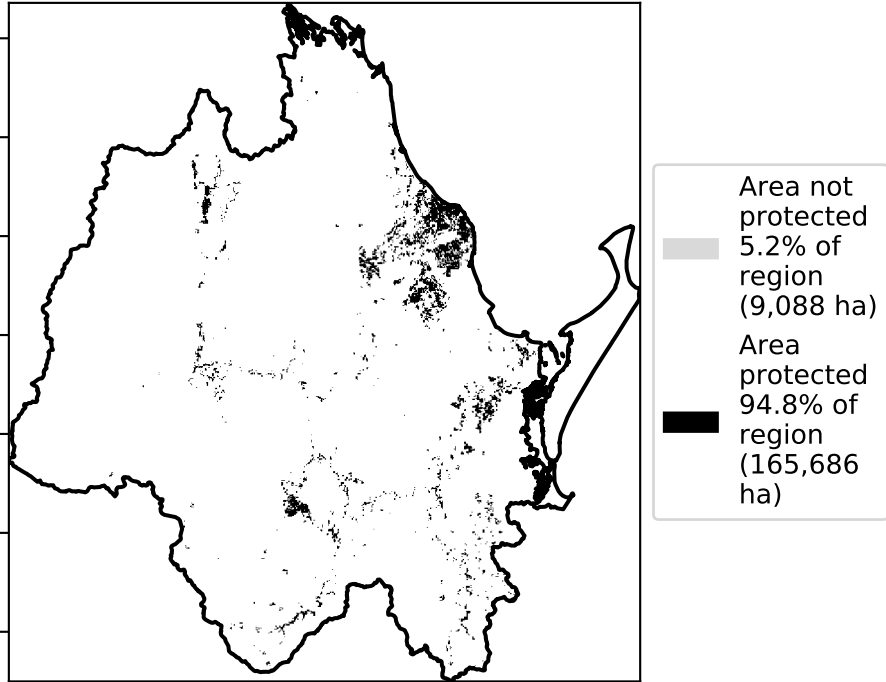 Area not
protected
5.2% of
region
(9,088 ha)
Area
protected
94.8% of
region
(165,686
ha)